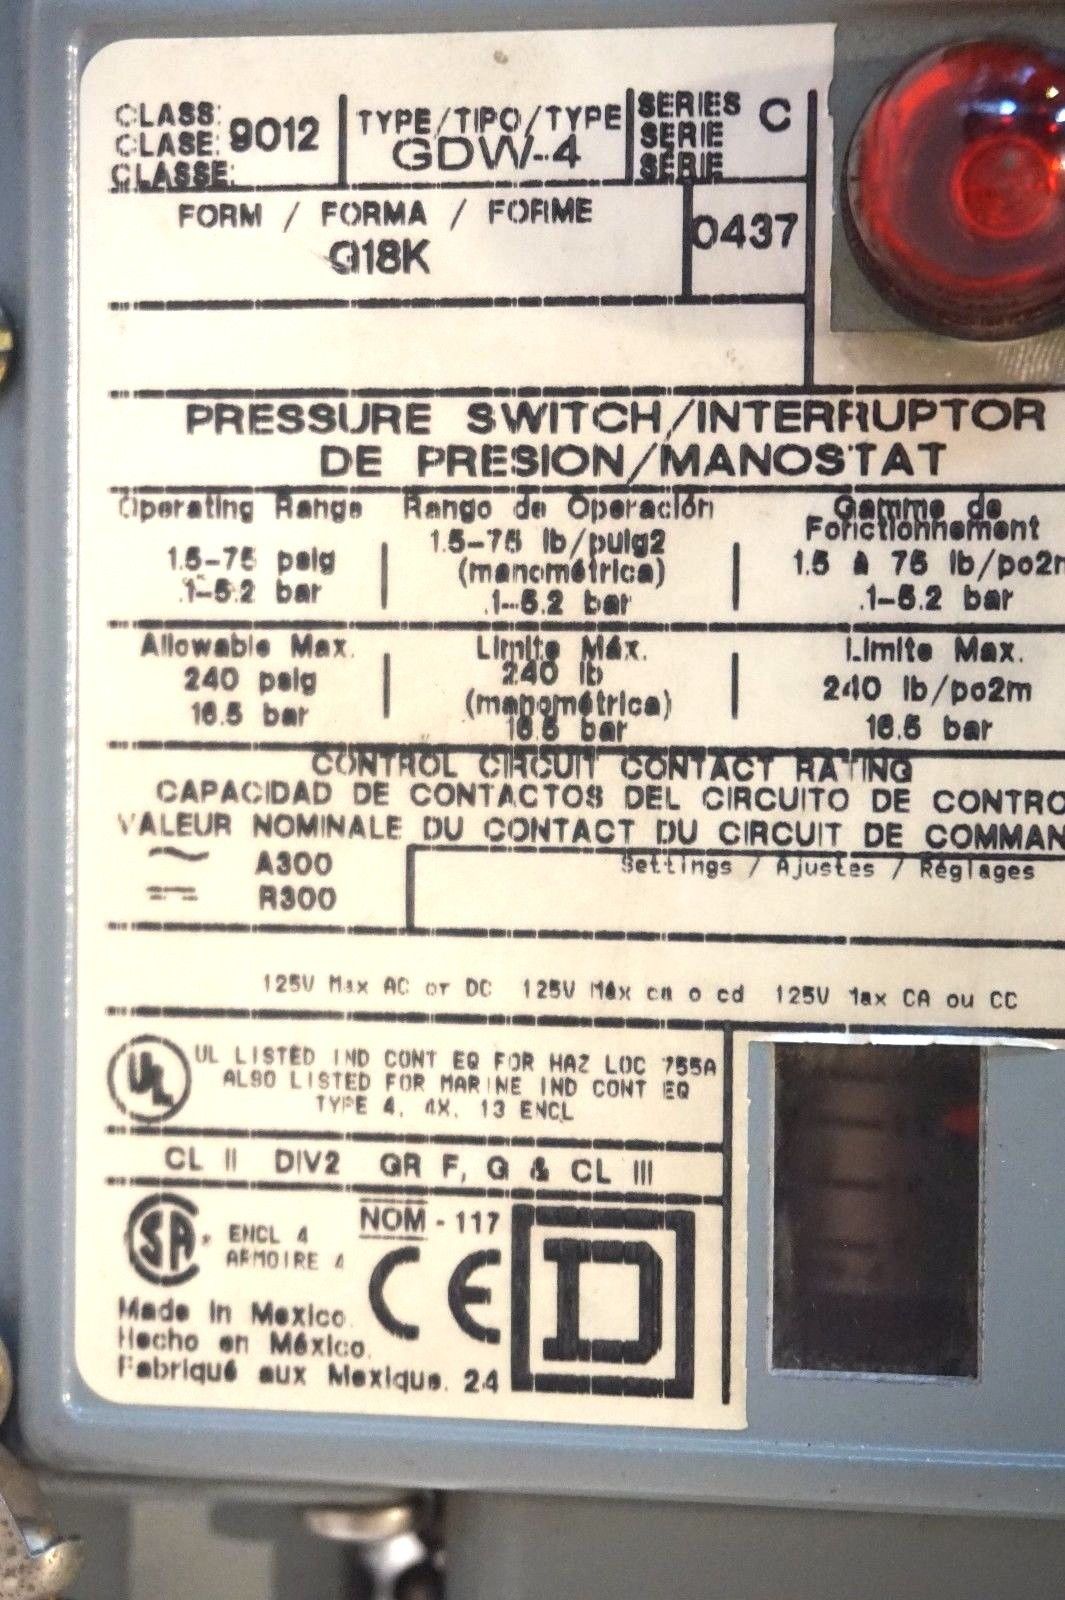 CLASS:
CLASE: 9012
CLASSE:
TYPE/TIPO/TYPE
GDW-4
SERIES C
SERIE
SÉRIE
FORM / FORMA / FORME
G18K
0437
PRESSURE SWITCH/INTERRUPTOR
DE PRESION/MANOSTAT
Operating Range
1.5-75 psig
.1-5.2 bar
Rango de Operación
1.5-75 lb/pulg2
(manométrica)
.1-5.2 bar
Gamme de
Fonctionnement
1.5 à 75 lb/po2m
.1-5.2 bar
Allowable Max.
240 psig
16.5 bar
Limite Máx.
240 lb
(manométrica)
16.5 bar
Limite Max.
240 lb/po2m
16.5 bar
CONTROL CIRCUIT CONTACT RATING
CAPACIDAD DE CONTACTOS DEL CIRCUITO DE CONTRO
VALEUR NOMINALE DU CONTACT DU CIRCUIT DE COMMAN
A300
R300
Settings / Ajustes / Réglages
125V Max AC or DC 125V Máx ca o cd 125V Max CA ou CC
UL
UL LISTED IND CONT EQ FOR HAZ LOC 755A
ALSO LISTED FOR MARINE IND CONT EQ
TYPE 4, 4X, 13 ENCL
CL II DIV2 GR F, G & CL III
SA
ENCL 4
ARMOIRE 4
NOM - 117
CE
D
Made in Mexico.
Hecho en México.
Fabriqué aux Mexique. 24